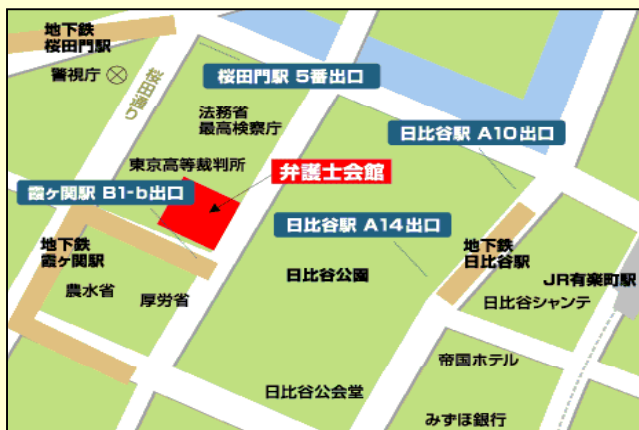 地下鉄
桜田門駅
警視庁
桜田通り
桜田門駅 5番出口
法務省
最高検察庁
日比谷駅 A10出口
東京高等裁判所
弁護士会館
霞ヶ関駅 B1-b出口
日比谷駅 A14出口
地下鉄
霞ヶ関駅
地下鉄
日比谷駅
日比谷公園
JR有楽町駅
農水省
厚労省
日比谷シャンテ
帝国ホテル
日比谷公会堂
みずほ銀行